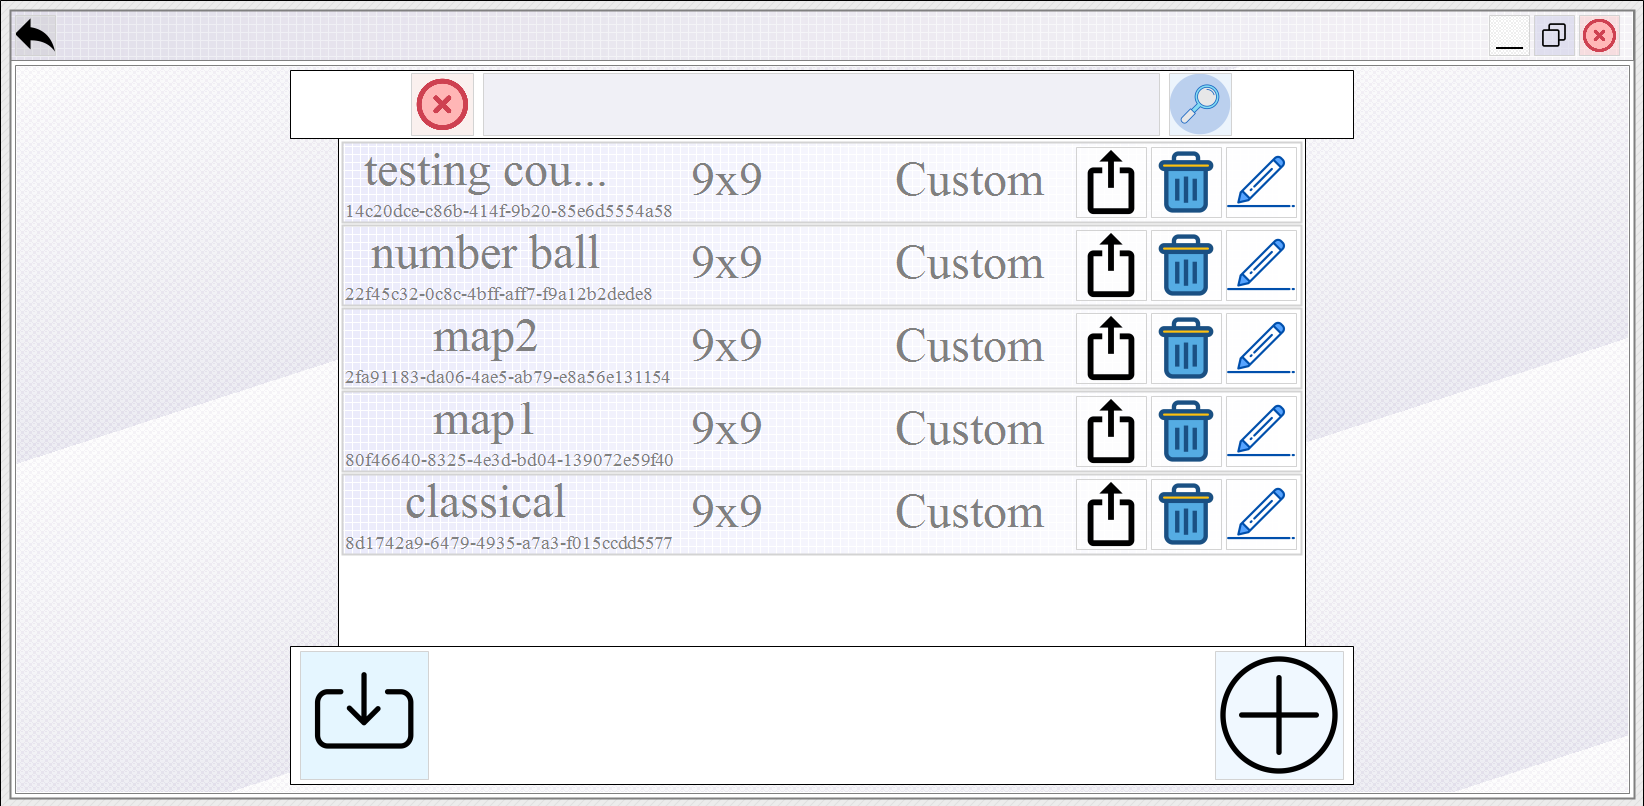 testing cou... 9x9 Custom
14c20dce-c86b-414f-9b20-85e6d5554a58
number ball 9x9 Custom
22f45c32-0c8c-4bff-aff7-f9a12b2dede8
map2 9x9 Custom
2fa91183-da06-4ae5-ab79-e8a56e131154
map1 9x9 Custom
80f46640-8325-4e3d-bd04-139072e59f40
classical 9x9 Custom
8d1742a9-6479-4935-a7a3-f015ccdd5577